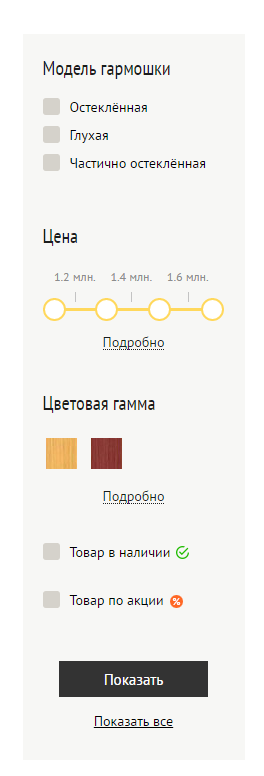 Модель гармошки
Остеклённая
Глухая
Частично остеклённая
Цена
1.2 млн. 1.4 млн. 1.6 млн.
Подробно
Цветовая гамма
Подробно
Товар в наличии
Товар по акции %
Показать
Показать все